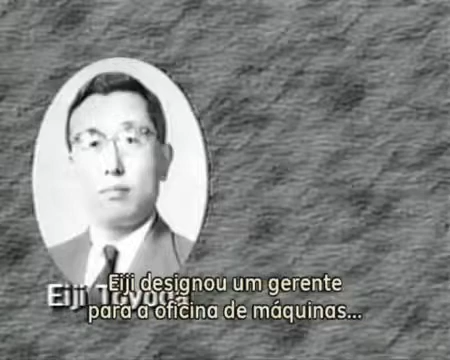 Eiji Toyoda
Eiji designou um gerente
para a oficina de máquinas...